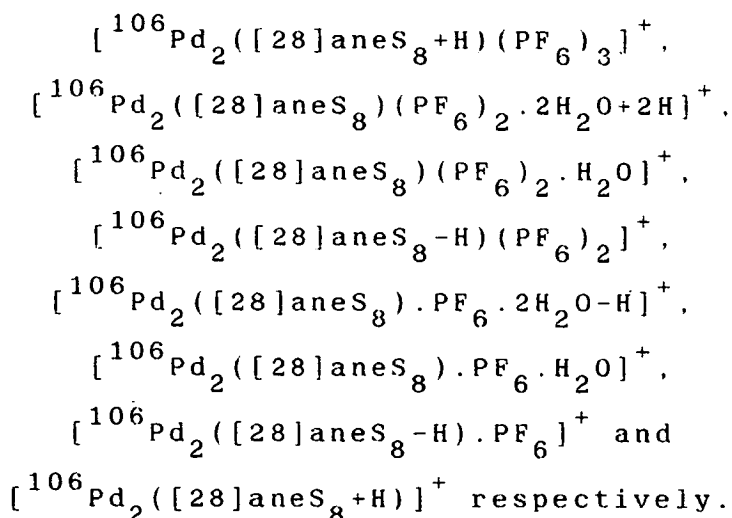 [¹⁰⁶Pd₂([28]aneS₈+H)(PF₆)₃]⁺,
[¹⁰⁶Pd₂([28]aneS₈)(PF₆)₂.2H₂O+2H]⁺,
[¹⁰⁶Pd₂([28]aneS₈)(PF₆)₂.H₂O]⁺,
[¹⁰⁶Pd₂([28]aneS₈-H)(PF₆)₂]⁺,
[¹⁰⁶Pd₂([28]aneS₈).PF₆.2H₂O-H]⁺,
[¹⁰⁶Pd₂([28]aneS₈).PF₆.H₂O]⁺,
[¹⁰⁶Pd₂([28]aneS₈-H).PF₆]⁺ and
[¹⁰⁶Pd₂([28]aneS₈+H)]⁺ respectively.